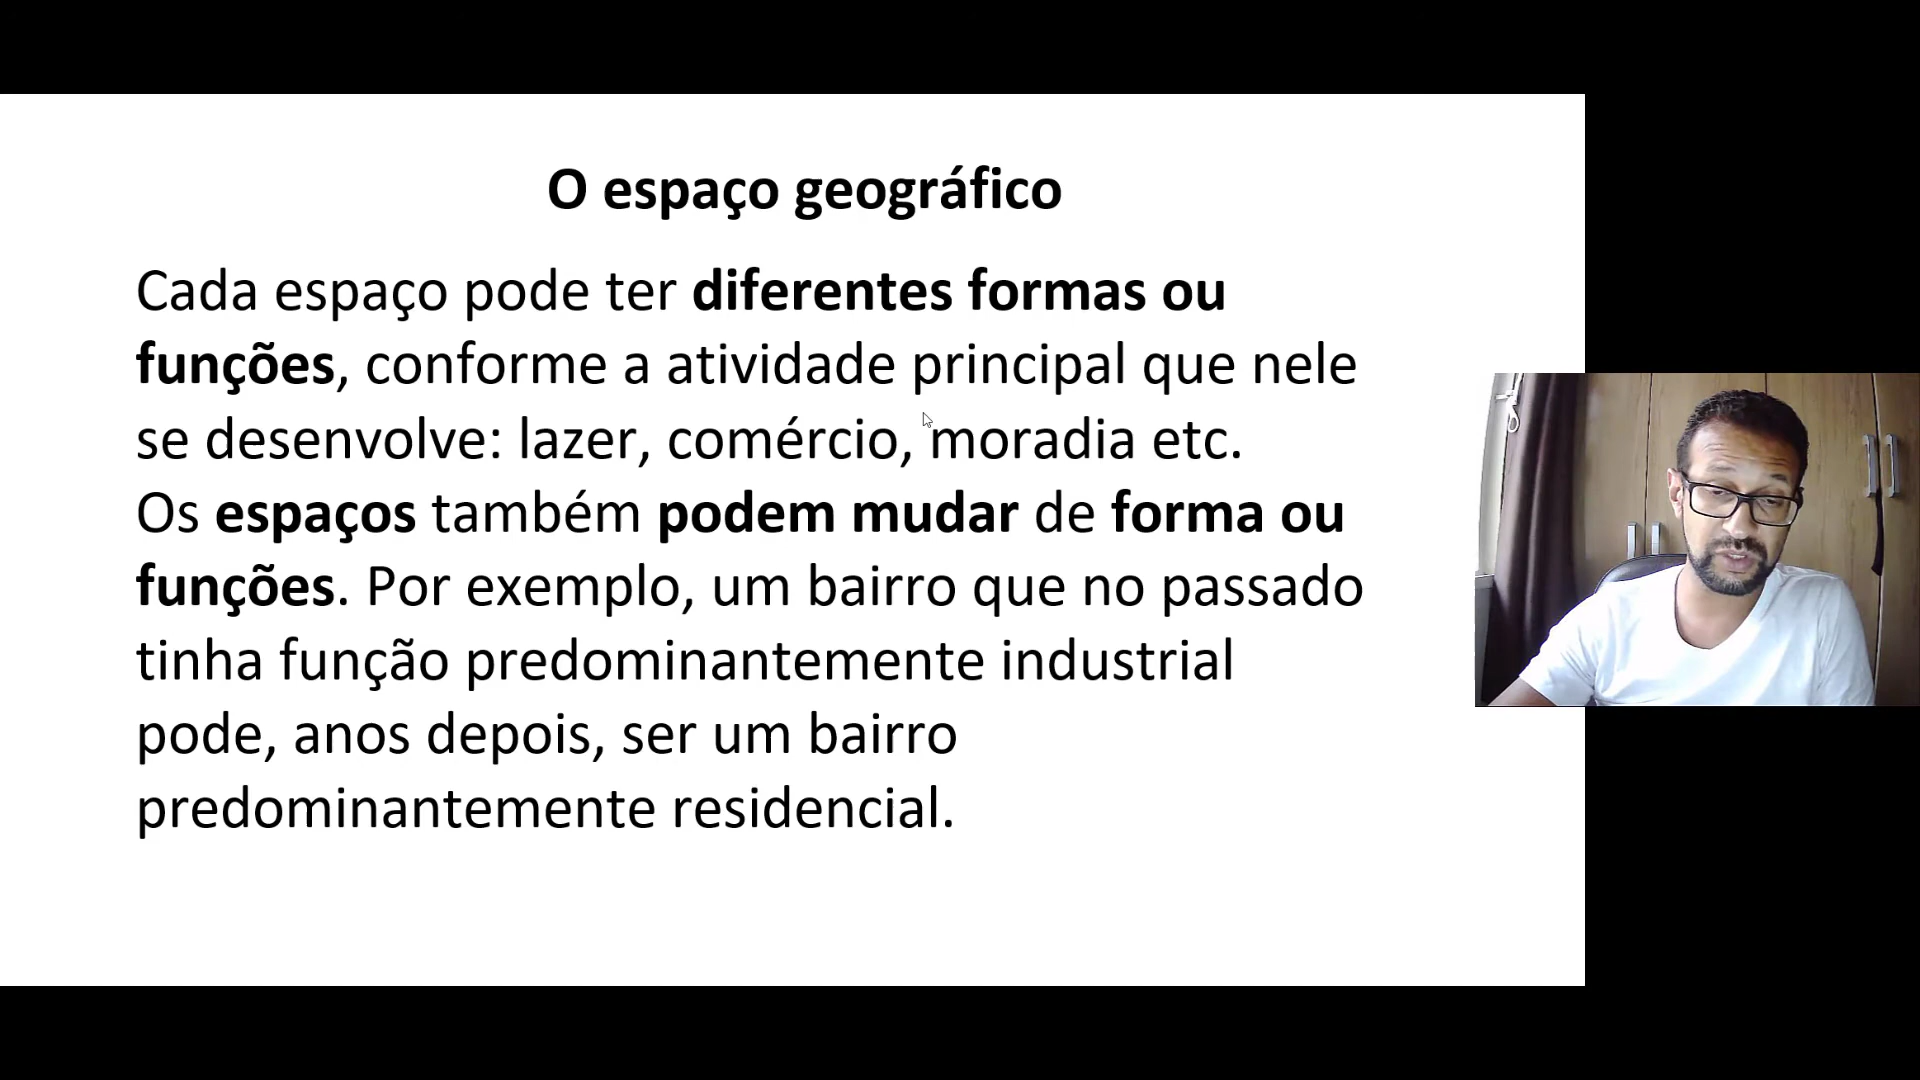 O espaço geográfico
Cada espaço pode ter diferentes formas ou
funções, conforme a atividade principal que nele
se desenvolve: lazer, comércio, moradia etc.
Os espaços também podem mudar de forma ou
funções. Por exemplo, um bairro que no passado
tinha função predominantemente industrial
pode, anos depois, ser um bairro
predominantemente residencial.